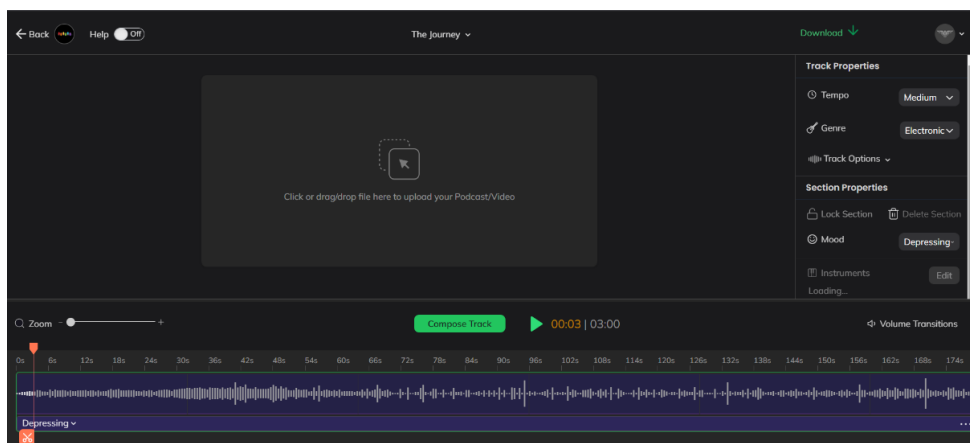 Back
Help Off
The Journey
Download
Track Properties
Tempo Medium
Genre Electronic
Track Options
Click or drag/drop file here to upload your Podcast/Video
Section Properties
Lock Section Delete Section
Mood Depressing
Instruments Edit
Loading...
Zoom - +
Compose Track
00:03 | 03:00
Volume Transitions
0s 6s 12s 18s 24s 30s 36s 42s 48s 54s 60s 66s 72s 78s 84s 90s 96s 102s 108s 114s 120s 126s 132s 138s 144s 150s 156s 162s 168s 174s
Depressing